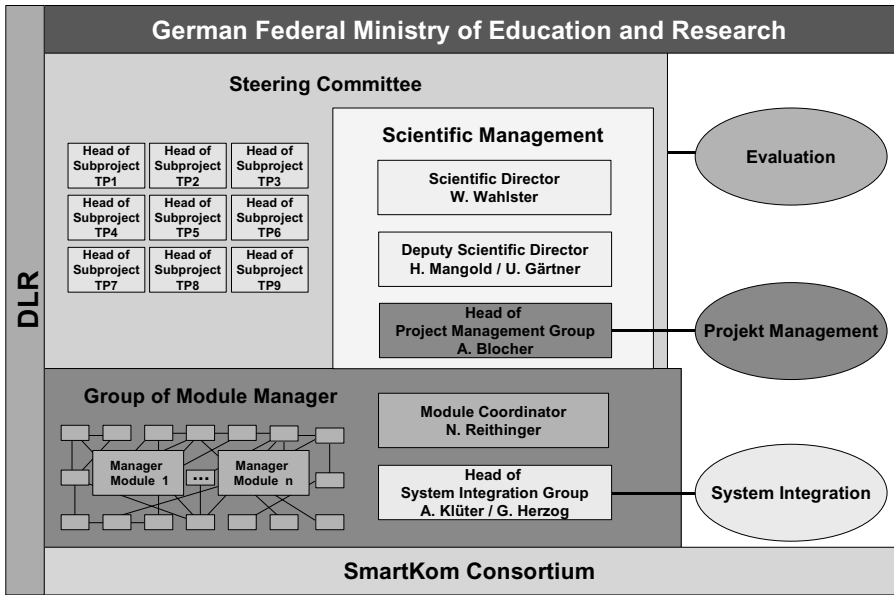 German Federal Ministry of Education and Research
DLR
Steering Committee
Head of
Subproject
TP1
Head of
Subproject
TP2
Head of
Subproject
TP3
Head of
Subproject
TP4
Head of
Subproject
TP5
Head of
Subproject
TP6
Head of
Subproject
TP7
Head of
Subproject
TP8
Head of
Subproject
TP9
Scientific Management
Scientific Director
W. Wahlster
Deputy Scientific Director
H. Mangold / U. Gärtner
Head of
Project Management Group
A. Blocher
Evaluation
Projekt Management
Group of Module Manager
Manager
Module 1
...
Manager
Module n
Module Coordinator
N. Reithinger
Head of
System Integration Group
A. Klüter / G. Herzog
System Integration
SmartKom Consortium